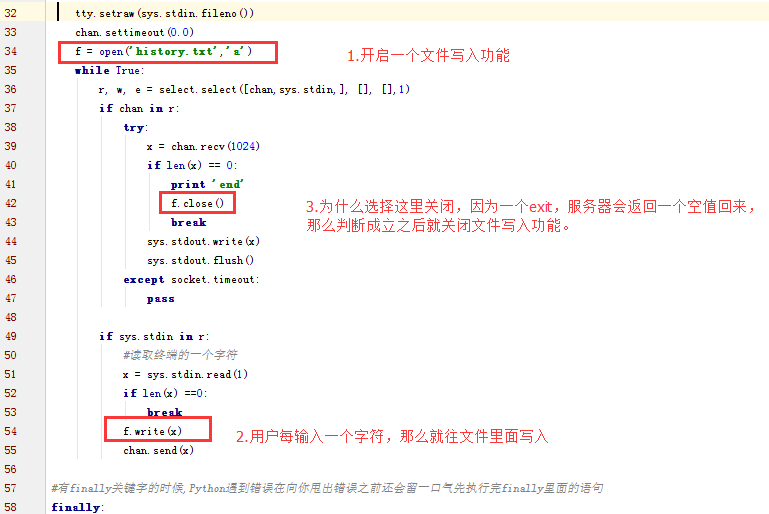 32 tty.setraw(sys.stdin.fileno())
33 chan.settimeout(0.0)
34 f = open('history.txt','a')
1.开启一个文件写入功能
35 while True:
36 r, w, e = select.select([chan,sys.stdin,], [], [],1)
37 if chan in r:
38 try:
39 x = chan.recv(1024)
40 if len(x) == 0:
41 print 'end'
42 f.close()
3.为什么选择这里关闭，因为一个exit，服务器会返回一个空值回来，
43 break
那么判断成立之后就关闭文件写入功能。
44 sys.stdout.write(x)
45 sys.stdout.flush()
46 except socket.timeout:
47 pass
48
49 if sys.stdin in r:
50 #读取终端的一个字符
51 x = sys.stdin.read(1)
52 if len(x) ==0:
53 break
54 f.write(x)
2.用户每输入一个字符，那么就往文件里面写入
55 chan.send(x)
56
57 #有finally关键字的时候,Python遇到错误在向你甩出错误之前还会留一口气先执行完finally里面的语句
58 finally: